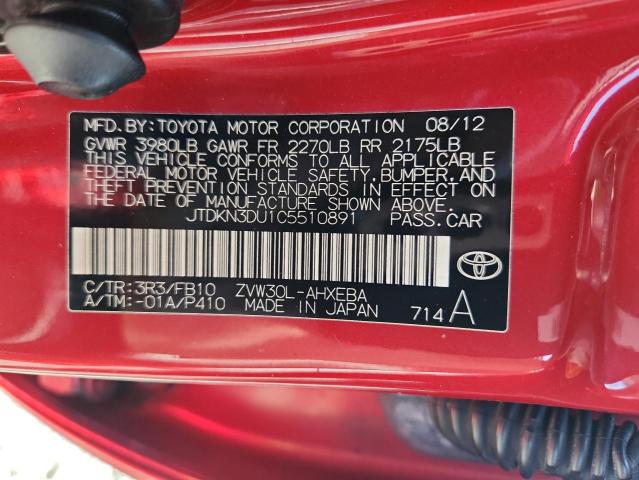 MFD.BY:TOYOTA MOTOR CORPORATION 08/12
GVWR 3980LB GAWR FR 2270LB RR 2175LB
THIS VEHICLE CONFORMS TO ALL APPLICABLE
FEDERAL MOTOR VEHICLE SAFETY,BUMPER,AND
THEFT PREVENTION STANDARDS IN EFFECT ON
THE DATE OF MANUFACTURE SHOWN ABOVE.
JTDKN3DU1C5510891 PASS.CAR
C/TR:3R3/FB10 ZVW30L-AHXEBA
A/TM:-01A/P410 MADE IN JAPAN 714 A